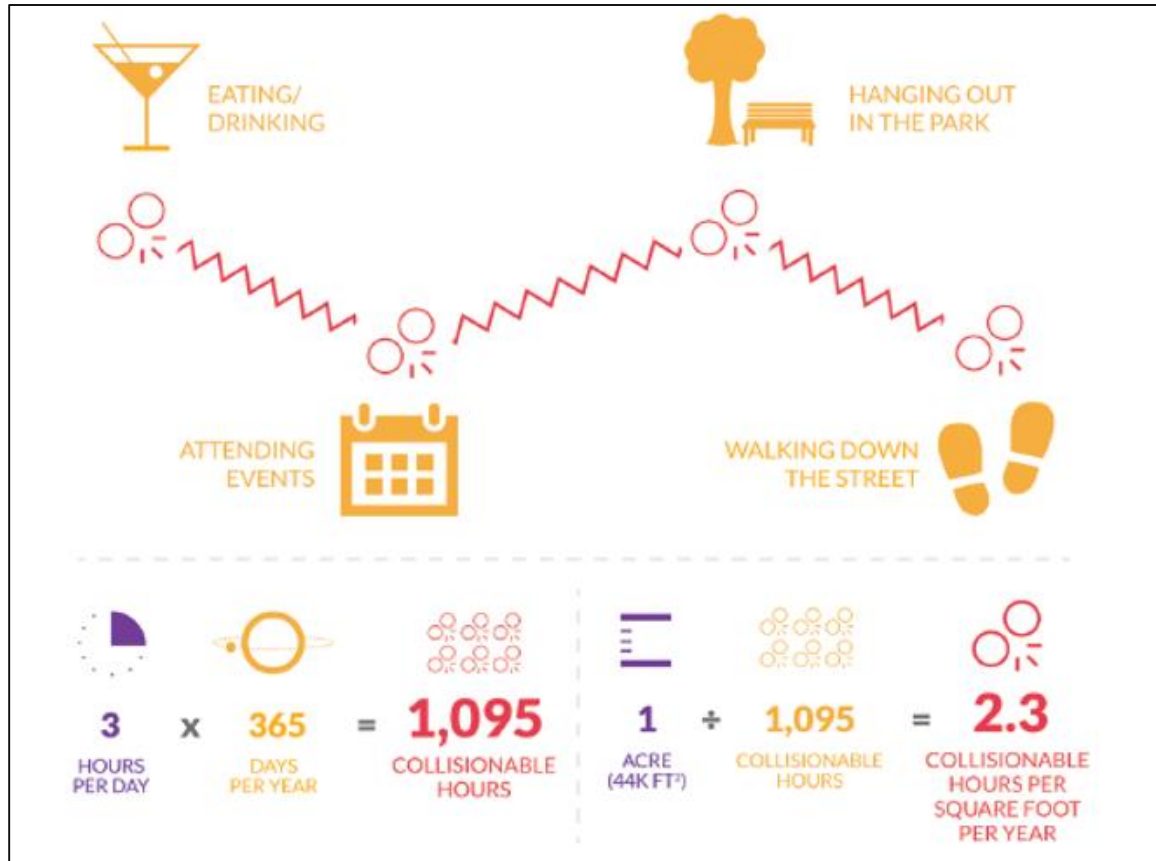 EATING/
DRINKING
HANGING OUT
IN THE PARK
ATTENDING
EVENTS
WALKING DOWN
THE STREET
3
HOURS
PER DAY
x
365
DAYS
PER YEAR
=
1,095
COLLISIONABLE
HOURS
1
ACRE
(44K FT²)
÷
1,095
COLLISIONABLE
HOURS
=
2.3
COLLISIONABLE
HOURS PER
SQUARE FOOT
PER YEAR